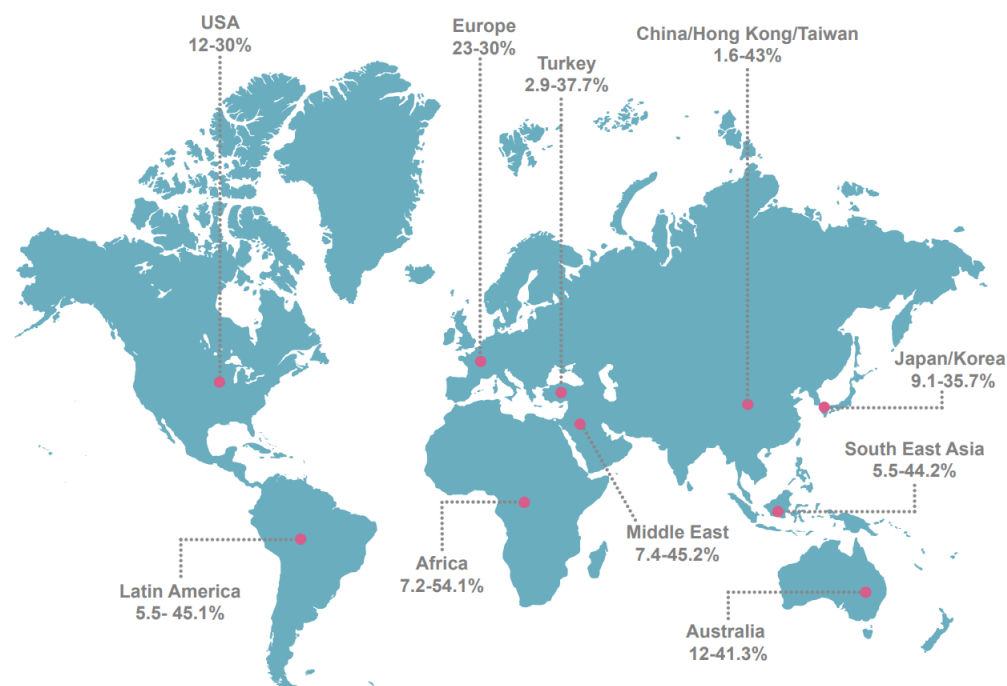 USA
12-30%
Europe
23-30%
Turkey
2.9-37.7%
China/Hong Kong/Taiwan
1.6-43%
Japan/Korea
9.1-35.7%
South East Asia
5.5-44.2%
Middle East
7.4-45.2%
Africa
7.2-54.1%
Latin America
5.5- 45.1%
Australia
12-41.3%